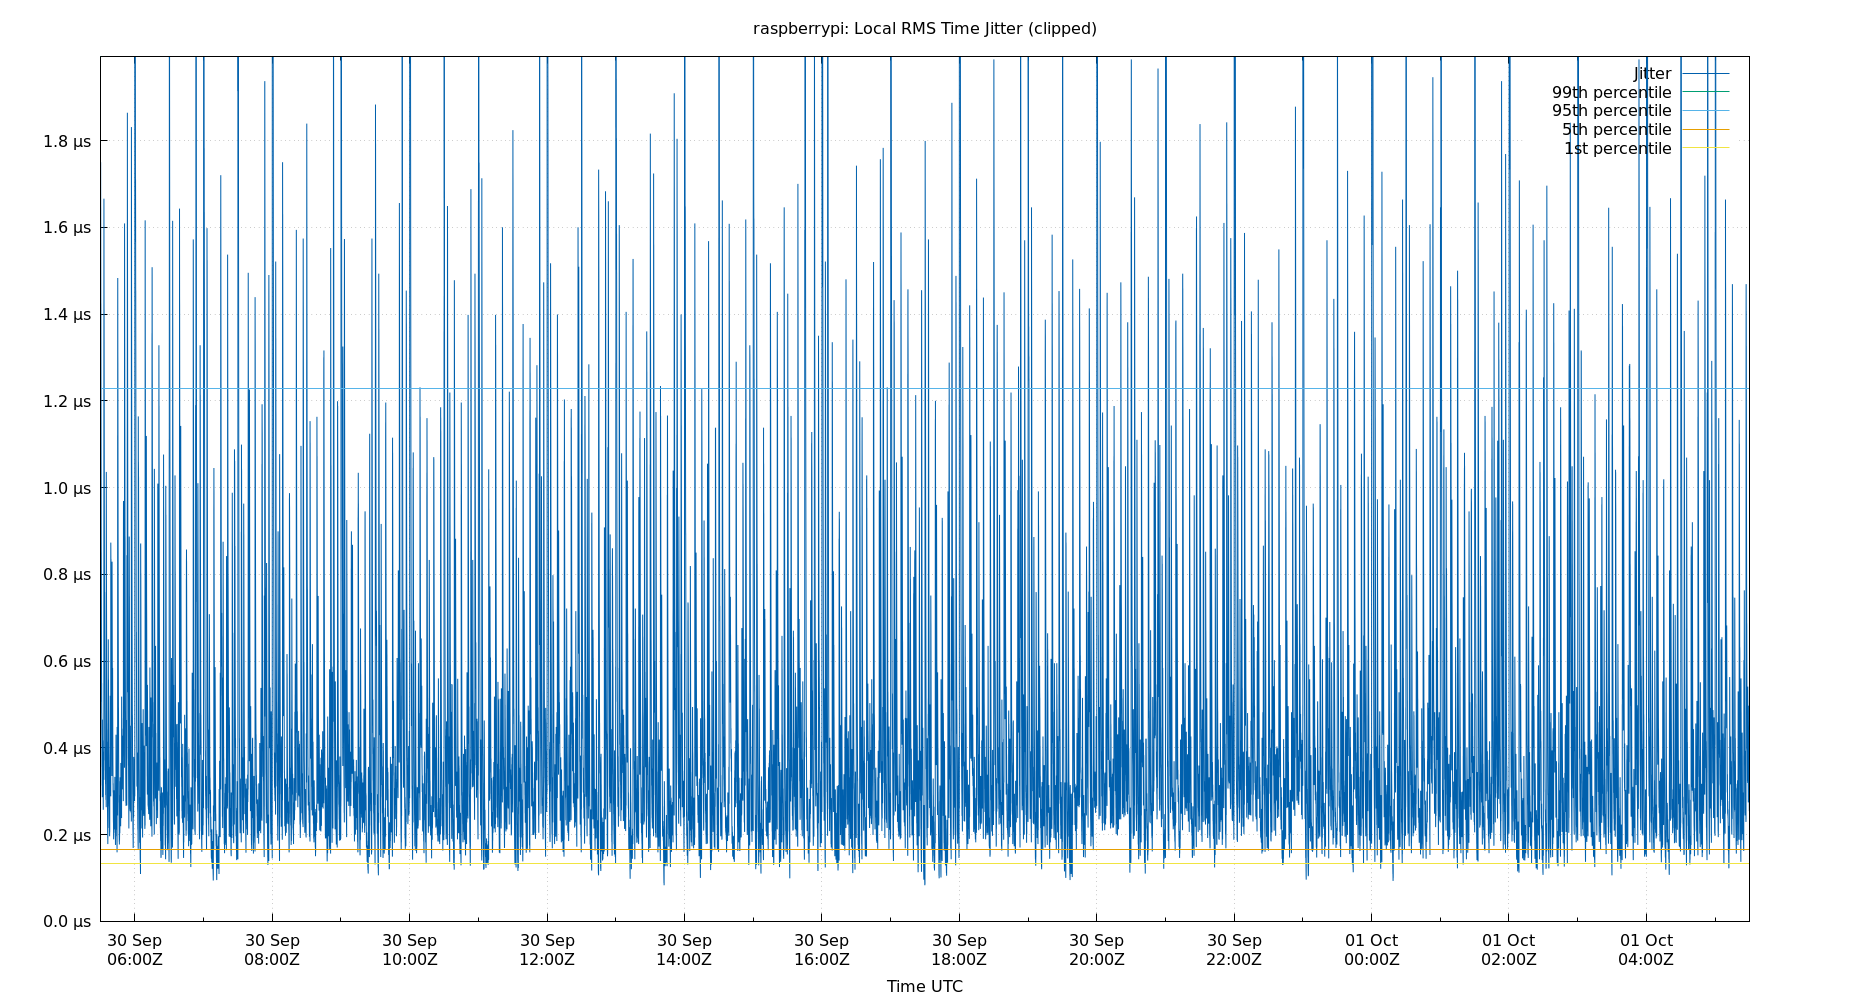 raspberrypi: Local RMS Time Jitter (clipped)
Jitter
99th percentile
95th percentile
5th percentile
1st percentile
1.8 µs
1.6 µs
1.4 µs
1.2 µs
1.0 µs
0.8 µs
0.6 µs
0.4 µs
0.2 µs
0.0 µs
30 Sep 30 Sep 30 Sep 30 Sep 30 Sep 30 Sep 30 Sep 30 Sep 30 Sep 01 Oct 01 Oct 01 Oct
06:00Z 08:00Z 10:00Z 12:00Z 14:00Z 16:00Z 18:00Z 20:00Z 22:00Z 00:00Z 02:00Z 04:00Z
Time UTC